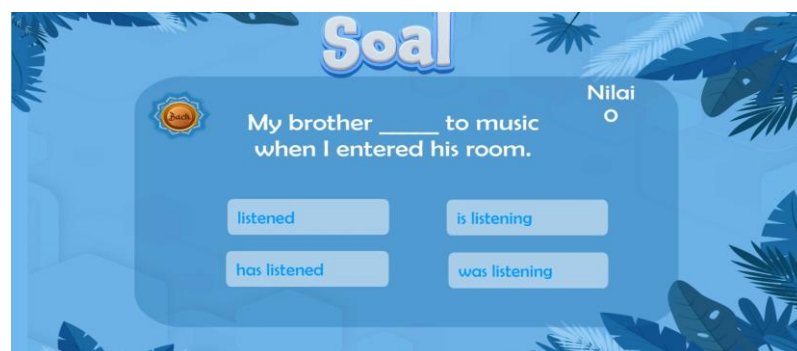 Soal
Nilai
0
Back
My brother _____ to music
when I entered his room.
listened
is listening
has listened
was listening